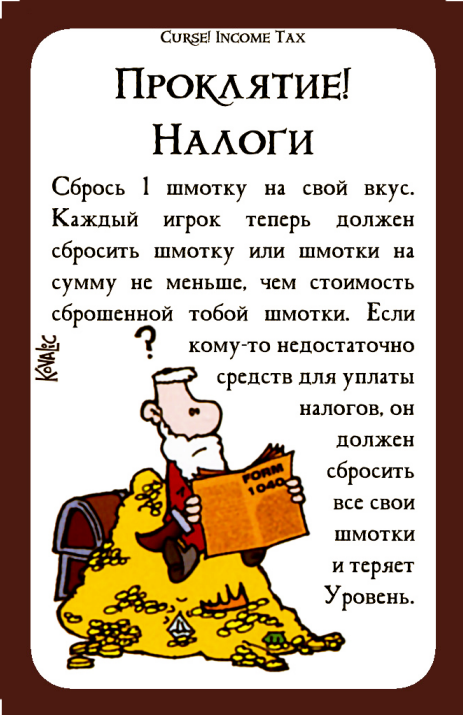 Curse! Income Tax
Проклятие!
Налоги
Сбрось 1 шмотку на свой вкус.
Каждый игрок теперь должен
сбросить шмотку или шмотки на
сумму не меньше, чем стоимость
сброшенной тобой шмотки. Если
кому-то недостаточно
средств для уплаты
налогов, он
должен
сбросить
все свои
шмотки
и теряет
Уровень.
?
Kovalic
FORM
1040